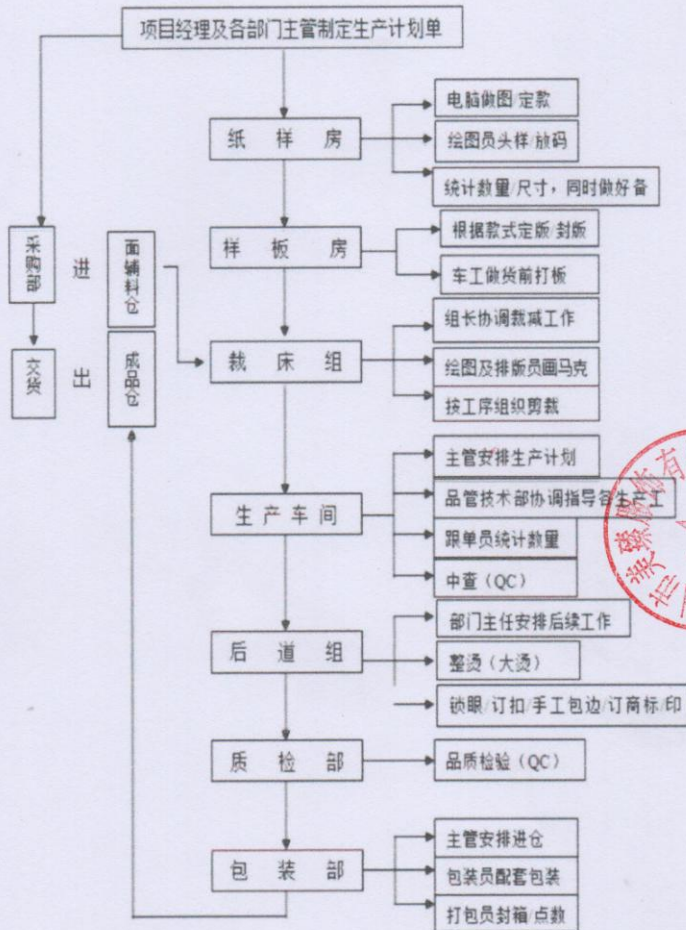 项目经理及各部门主管制定生产计划单
纸样房
电脑做图/定款
绘图员头样/放码
统计数量/尺寸，同时做好备
采购部
进
面辅料仓
样板房
根据款式定版/封版
车工做货前打板
交货
出
成品仓
裁床组
组长协调裁减工作
绘图及排版员画马克
按工序组织剪裁
生产车间
主管安排生产计划
品管技术部协调指导各生产工
跟单员统计数量
中查（QC）
后道组
部门主任安排后续工作
整烫（大烫）
锁眼/订扣/手工包边/订商标/印
质检部
品质检验（QC）
包装部
主管安排进仓
包装员配套包装
打包员封箱/点数
服饰有